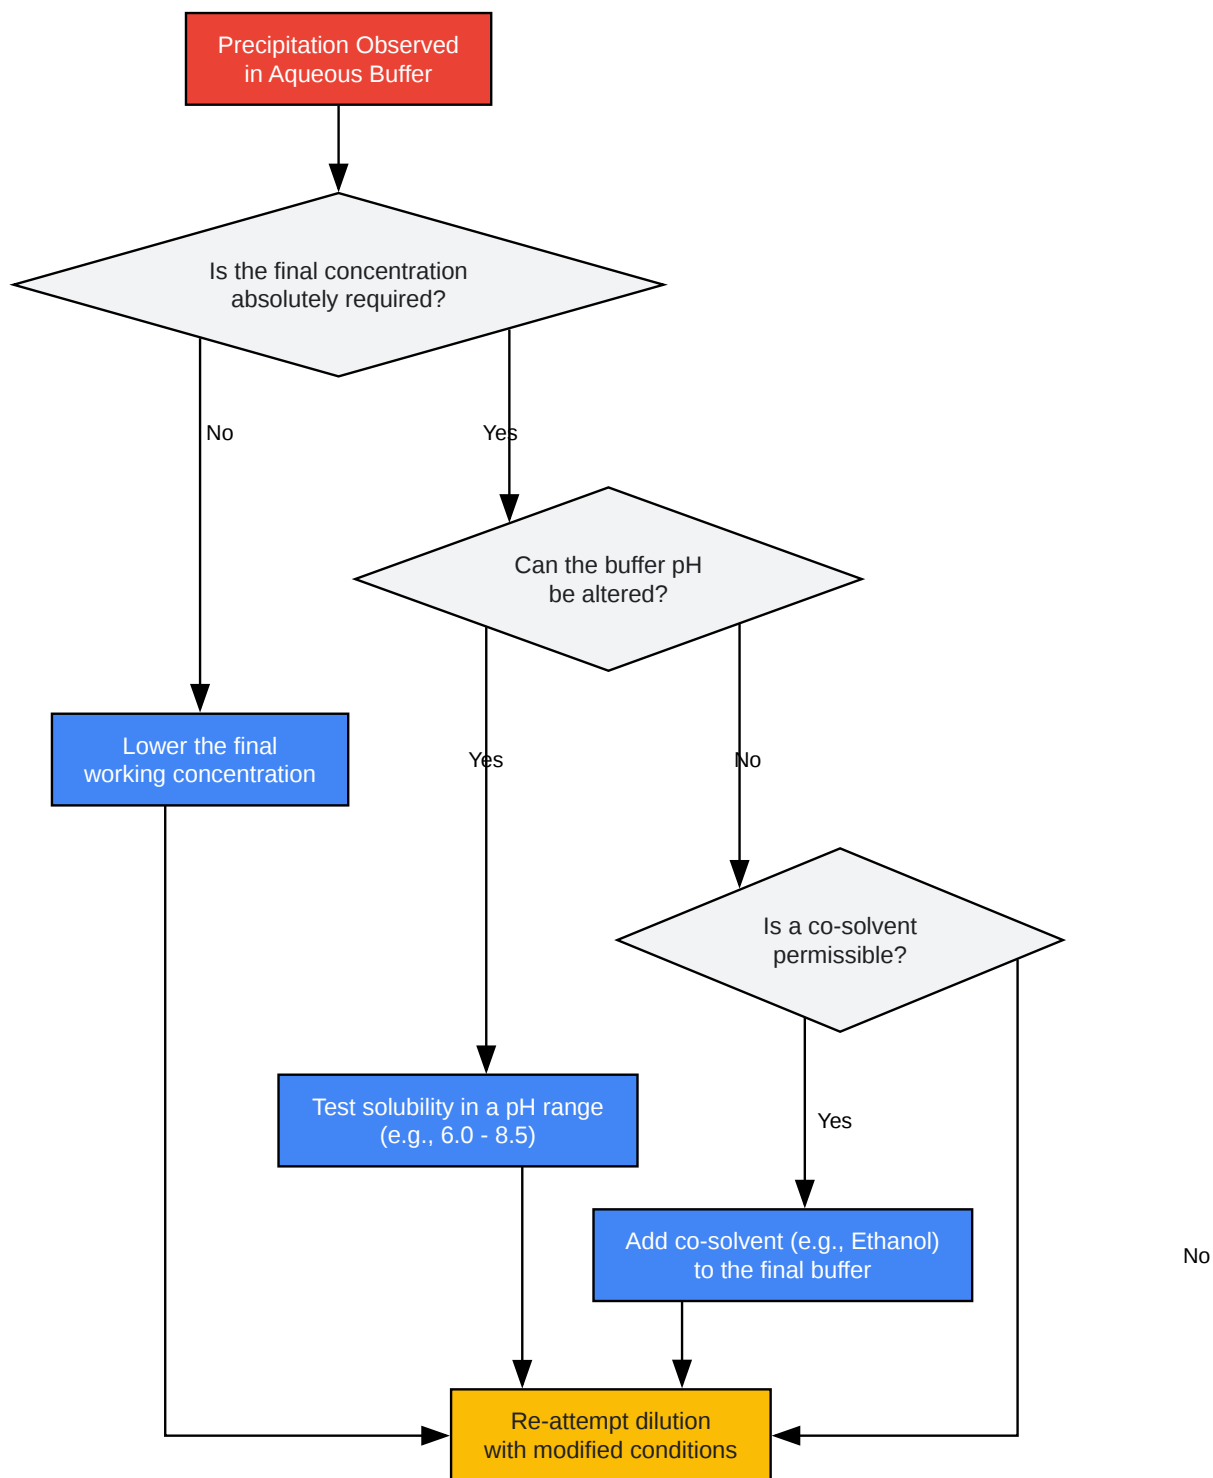 Precipitation Observed
in Aqueous Buffer
Is the final concentration
absolutely required?
No
Yes
Can the buffer pH
be altered?
Lower the final
working concentration
Yes
No
Is a co-solvent
permissible?
Test solubility in a pH range
(e.g., 6.0 - 8.5)
Yes
Add co-solvent (e.g., Ethanol)
to the final buffer
No
Re-attempt dilution
with modified conditions